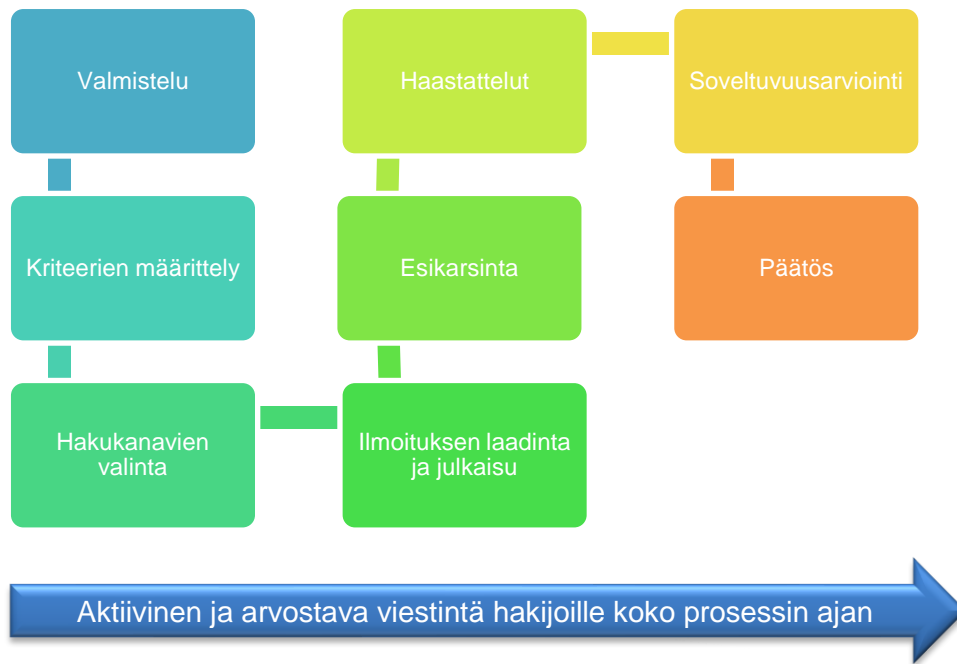 Valmistelu
Kriteerien määrittely
Hakukanavien
valinta
Ilmoituksen laadinta
ja julkaisu
Esikarsinta
Haastattelut
Soveltuvuusarviointi
Päätös
Aktiivinen ja arvostava viestintä hakijoille koko prosessin ajan